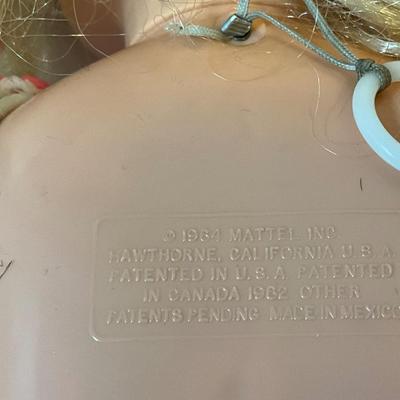 © 1964 MATTEL INC.
HAWTHORNE, CALIFORNIA U.S.A.
PATENTED IN U.S.A. PATENTED
IN CANADA 1962 OTHER
PATENTS PENDING MADE IN MEXICO